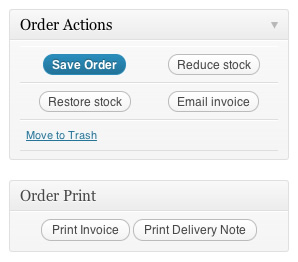 Order Actions
Save Order Reduce stock
Restore stock Email invoice
Move to Trash
Order Print
Print Invoice Print Delivery Note